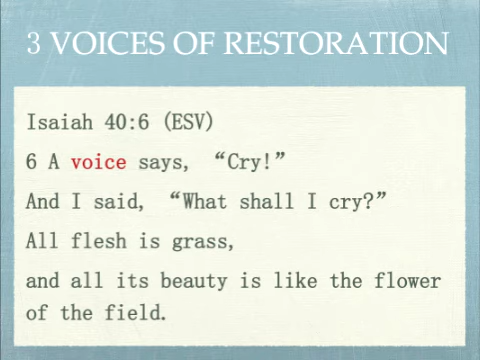 3 VOICES OF RESTORATION
Isaiah 40:6 (ESV)
6 A voice says, “Cry!”
And I said, “What shall I cry?”
All flesh is grass,
and all its beauty is like the flower
of the field.